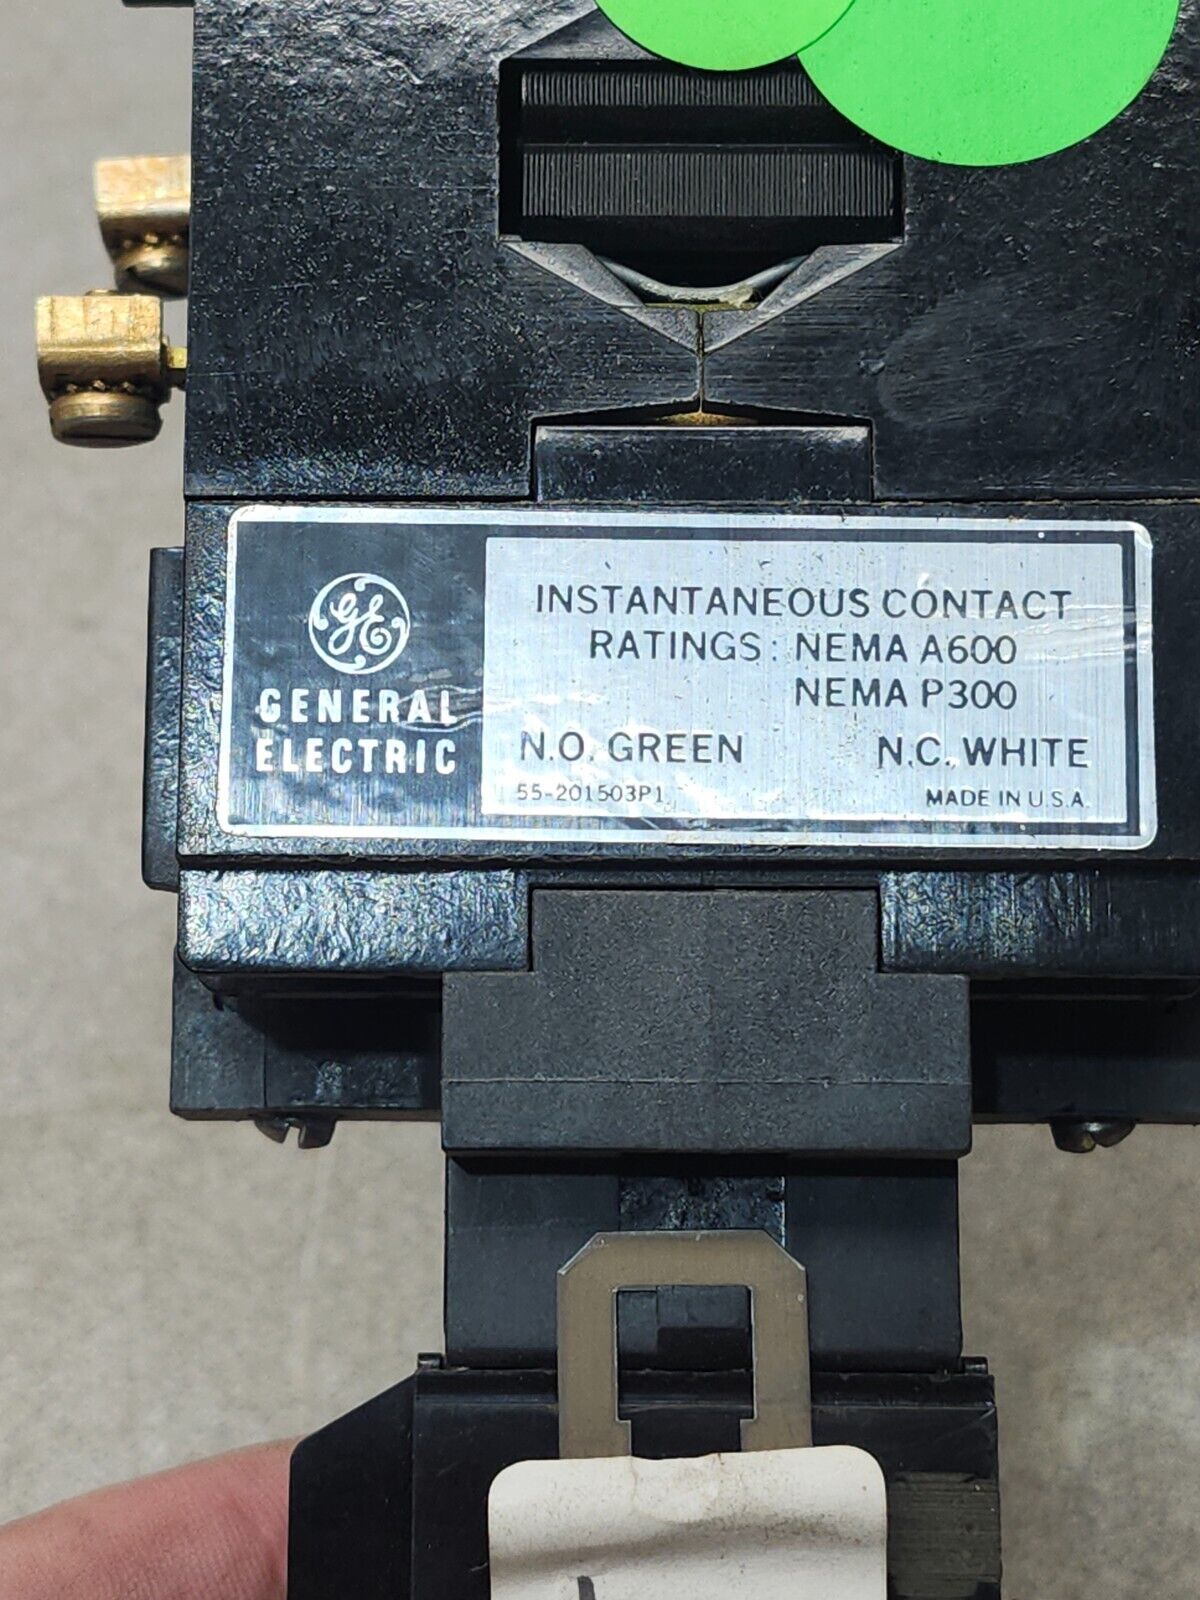 GE
GENERAL
ELECTRIC
INSTANTANEOUS CONTACT
RATINGS: NEMA A600
NEMA P300
N.O. GREEN N.C. WHITE
55-201503P1 MADE IN U.S.A.